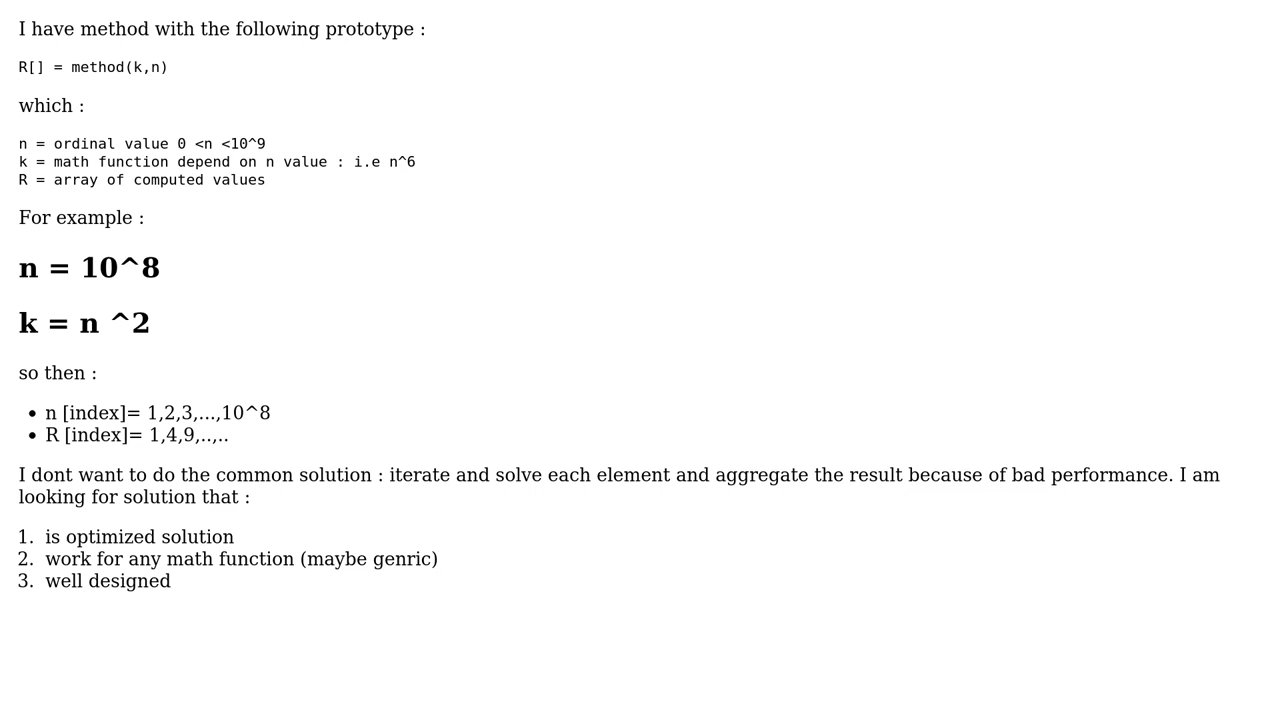 I have method with the following prototype :
R[] = method(k,n)
which :
n = ordinal value 0 <n <10^9
k = math function depend on n value : i.e n^6
R = array of computed values
For example :
n = 10^8
k = n ^2
so then :
• n [index]= 1,2,3,...,10^8
• R [index]= 1,4,9,..,..
I dont want to do the common solution : iterate and solve each element and aggregate the result because of bad performance. I am
looking for solution that :
1. is optimized solution
2. work for any math function (maybe genric)
3. well designed